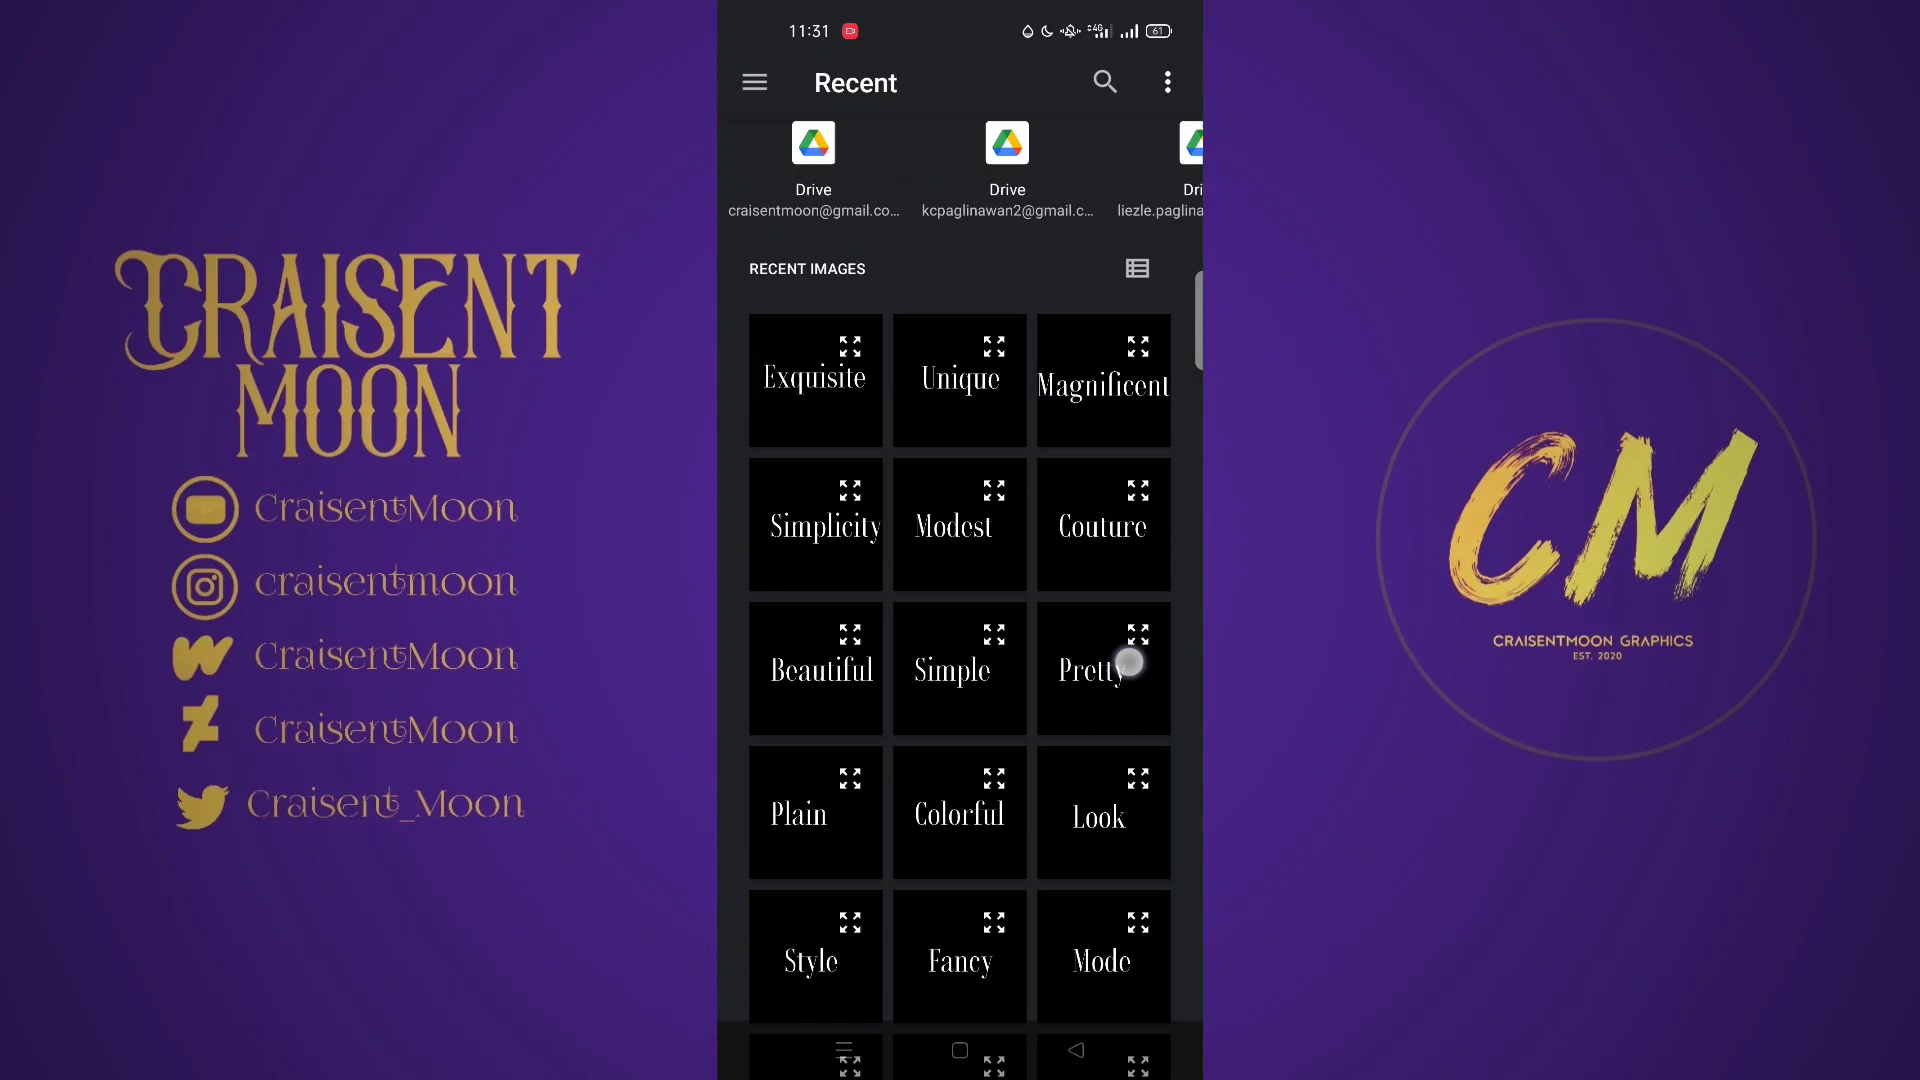 CRAISENT
MOON
CraisentMoon
craisentmoon
CraisentMoon
CraisentMoon
Craisent_Moon
11:31
4G
61
Recent
Drive
Drive
Dri
craisentmoon@gmail.co...
kcpaglinawan2@gmail.c...
liezle.paglina
RECENT IMAGES
Exquisite
Unique
Magnificent
Simplicity
Modest
Couture
Beautiful
Simple
Pretty
Plain
Colorful
Look
Style
Fancy
Mode
CM
CRAISENTMOON GRAPHICS
EST. 2020